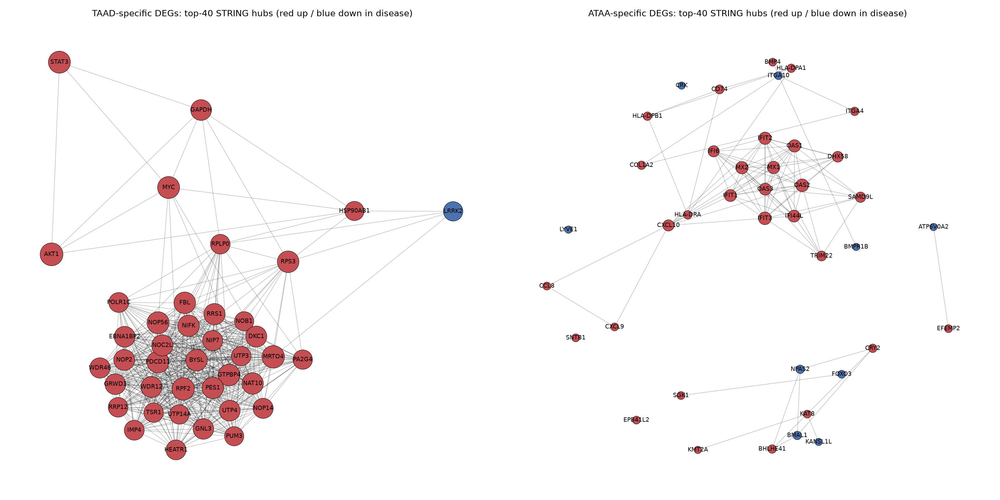 TAAD-specific DEGs: top-40 STRING hubs (red up / blue down in disease)
STAT3
GAPDH
MYC
HSP90AB1
LRRK2
RPLP0
AKT1
RPS3
POLR1C
FBL
RRS1
NOB1
NOP56
NIFK
EBNA1BP2
DKC1
NOC2L
NIP7
UTP3
MRTO4
NOP2
PDCD11
BYSL
PA2G4
WDR46
GTPBP4
GRWD1
WDR12
RPF2
PES1
NAT10
RRP12
TSR1
UTP14A
UTP4
NOP14
IMP4
GNL3
PUM3
HEATR1
ATAA-specific DEGs: top-40 STRING hubs (red up / blue down in disease)
BMP4
HLA-DPA1
ITGA10
CRK
CD74
HLA-DPB1
ITGA4
IFIT2
OAS1
IFI6
DHX58
COL1A2
MX2
MX1
OAS2
OAS3
IFIT1
SAMD9L
HLA-DRA
IFIT3
IFI44L
CXCL10
LYVE1
ATP6V0A2
BMPR1B
TRIM22
CCL8
CXCL9
EFEMP2
SNTB1
CRY2
NPAS2
FOXO3
SGK1
KAT8
EPB41L2
BMAL1
KANSL1L
KMT2A
BHLHE41